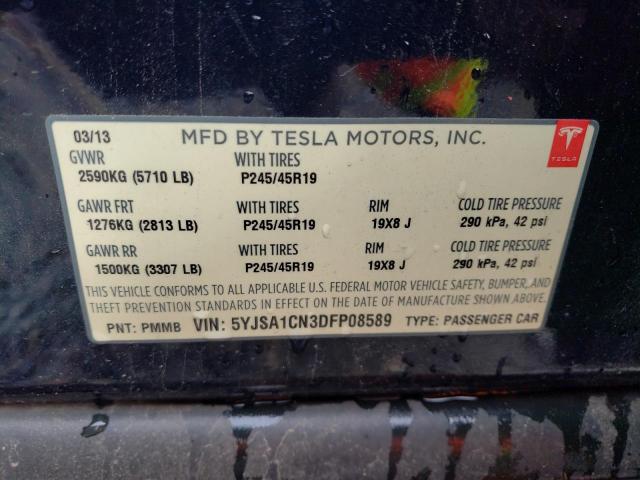 03/13 MFD BY TESLA MOTORS, INC.
TESLA
GVWR WITH TIRES
2590KG (5710 LB) P245/45R19
GAWR FRT WITH TIRES RIM COLD TIRE PRESSURE
1276KG (2813 LB) P245/45R19 19X8 J 290 kPa, 42 psi
GAWR RR WITH TIRES RIM COLD TIRE PRESSURE
1500KG (3307 LB) P245/45R19 19X8 J 290 kPa, 42 psi
THIS VEHICLE CONFORMS TO ALL APPLICABLE U.S. FEDERAL MOTOR VEHICLE SAFETY, BUMPER, AND
THEFT PREVENTION STANDARDS IN EFFECT ON THE DATE OF MANUFACTURE SHOWN ABOVE.
PNT: PMMB VIN: 5YJSA1CN3DFP08589 TYPE: PASSENGER CAR